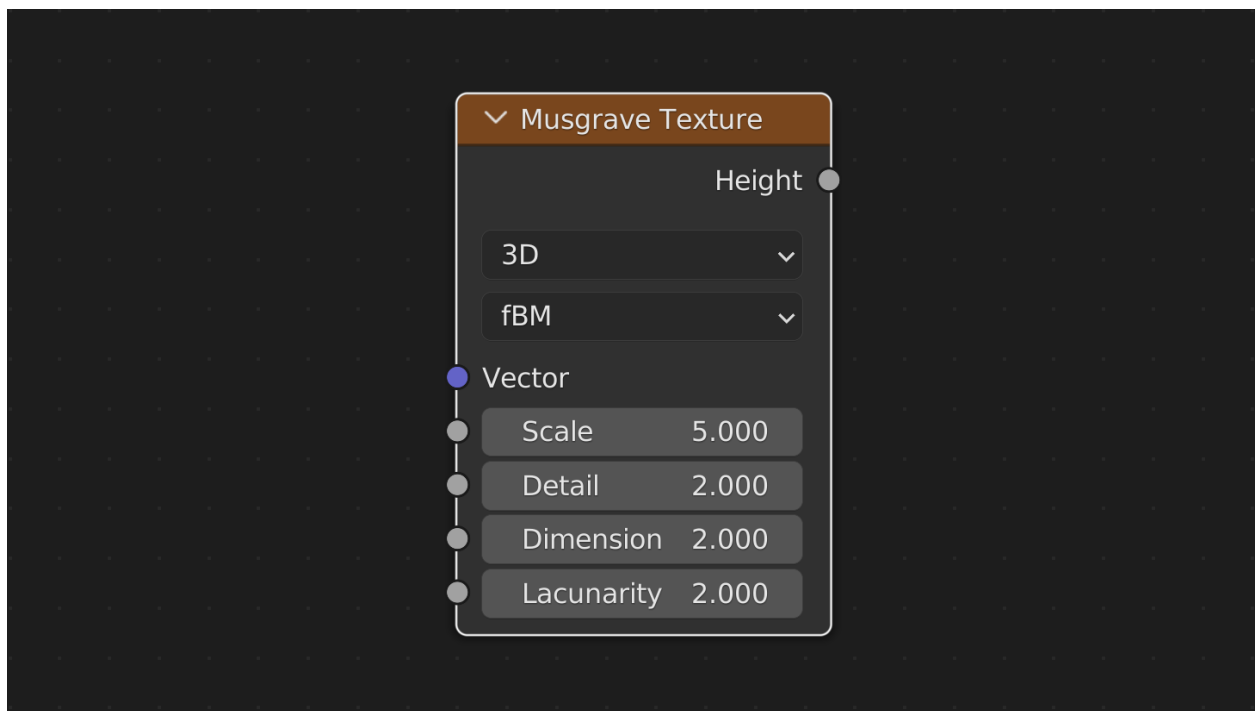 Musgrave Texture
Height
3D
fBM
Vector
Scale 5.000
Detail 2.000
Dimension 2.000
Lacunarity 2.000